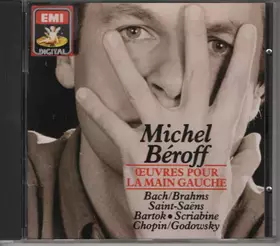 EMI
DIGITAL
Michel
Béroff
ŒUVRES POUR
LA MAIN GAUCHE
Bach/Brahms
Saint-Saëns
Bartok • Scriabine
Chopin/Godowsky